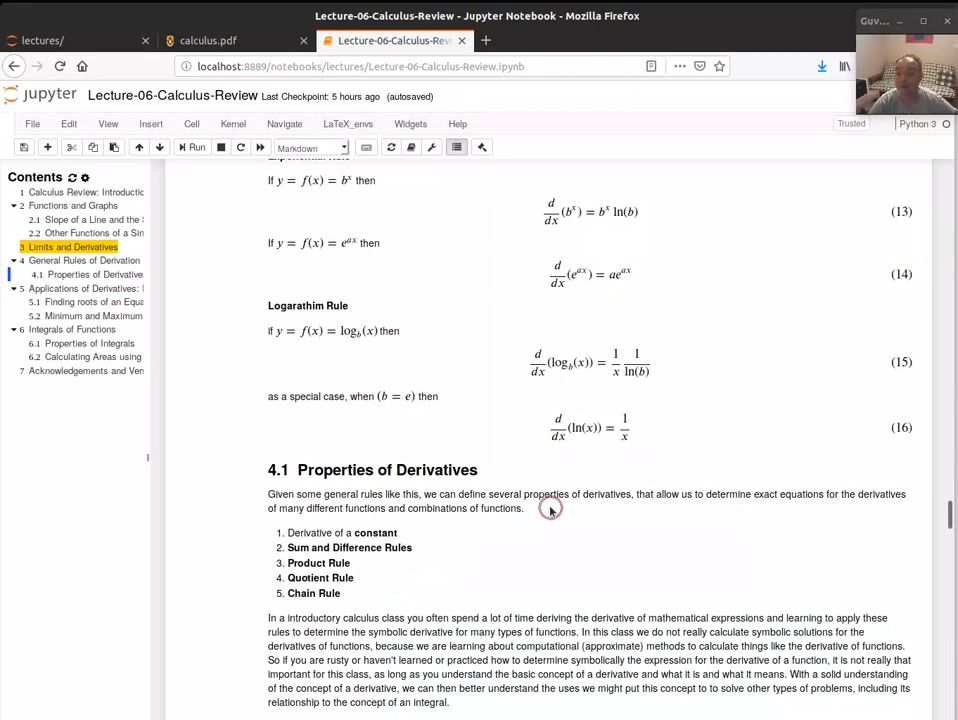 Lecture-06-Calculus-Review - Jupyter Notebook - Mozilla Firefox
Guv...
lectures/
calculus.pdf
Lecture-06-Calculus-Rev
localhost:8889/notebooks/lectures/Lecture-06-Calculus-Review.ipynb
jupyter Lecture-06-Calculus-Review Last Checkpoint: 5 hours ago (autosaved)
File Edit View Insert Cell Kernel Navigate LaTeX_envs Widgets Help
Trusted Python 3
Run Markdown
Contents
1 Calculus Review: Introductic
2 Functions and Graphs
2.1 Slope of a Line and the
2.2 Other Functions of a Sin
3 Limits and Derivatives
4 General Rules of Derivation
4.1 Properties of Derivative
5 Applications of Derivatives:
5.1 Finding roots of an Equa
5.2 Minimum and Maximum
6 Integrals of Functions
6.1 Properties of Integrals
6.2 Calculating Areas using
7 Acknowledgements and Ver
Exponential Rule
If y = f(x) = bˣ then
d/dx (bˣ) = bˣ ln(b) (13)
If y = f(x) = eᵃˣ then
d/dx (eᵃˣ) = aeᵃˣ (14)
Logarathim Rule
if y = f(x) = log_b(x) then
d/dx (log_b(x)) = 1/x 1/ln(b) (15)
as a special case, when (b = e) then
d/dx (ln(x)) = 1/x (16)
4.1 Properties of Derivatives
Given some general rules like this, we can define several properties of derivatives, that allow us to determine exact equations for the derivatives
of many different functions and combinations of functions.
1. Derivative of a constant
2. Sum and Difference Rules
3. Product Rule
4. Quotient Rule
5. Chain Rule
In a introductory calculus class you often spend a lot of time deriving the derivative of mathematical expressions and learning to apply these
rules to determine the symbolic derivative for many types of functions. In this class we do not really calculate symbolic solutions for the
derivatives of functions, because we are learning about computational (approximate) methods to calculate things like the derivative of functions.
So if you are rusty or haven't learned or practiced how to determine symbolically the expression for the derivative of a function, it is not really that
important for this class, as long as you understand the basic concept of a derivative and what it is and what it means. With a solid understanding
of the concept of a derivative, we can then better understand the uses we might put this concept to to solve other types of problems, including its
relationship to the concept of an integral.